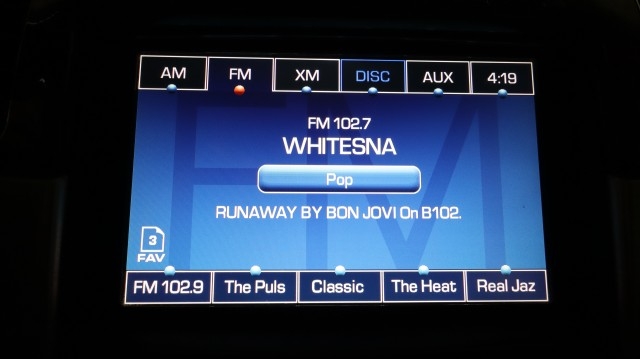 AM FM XM DISC AUX 4:19
FM 102.7
WHITESNA
Pop
RUNAWAY BY BON JOVI On B102.
3
FAV
FM 102.9 The Puls Classic The Heat Real Jaz